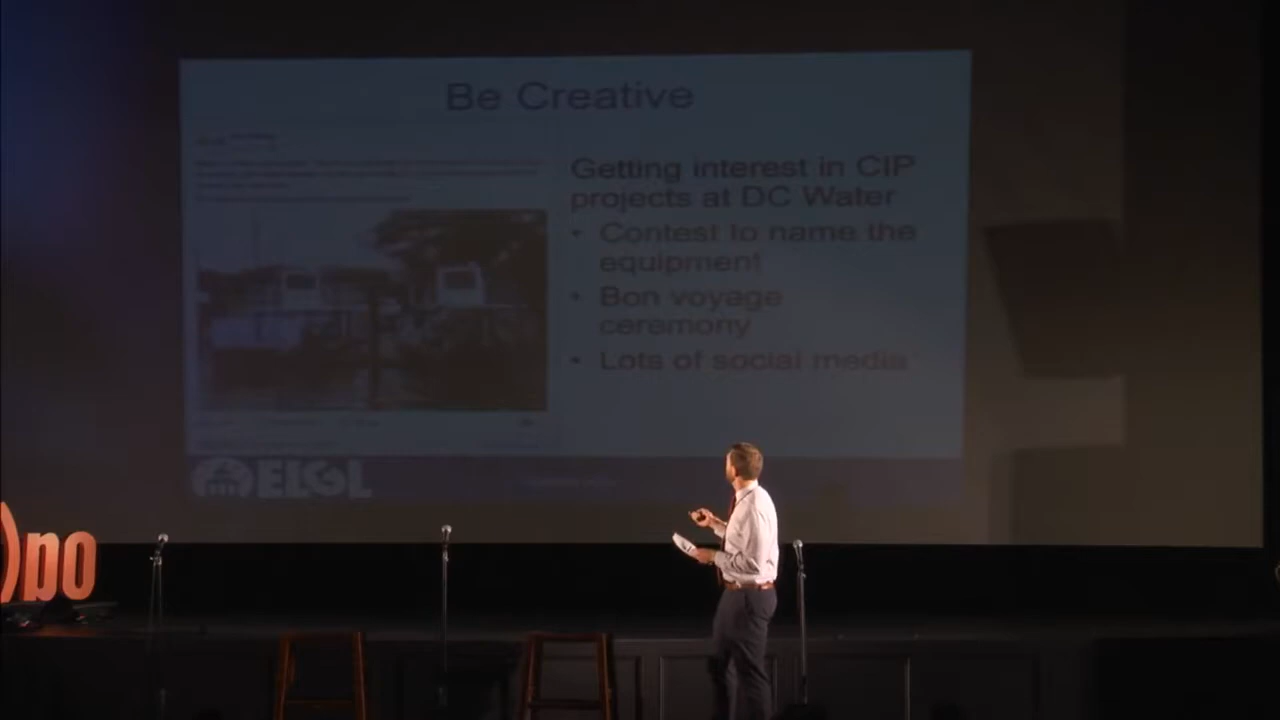 Be Creative
Getting interest in CIP
projects at DC Water
• Contest to name the
equipment
• Bon voyage
ceremony
• Lots of social media
ELGL
po